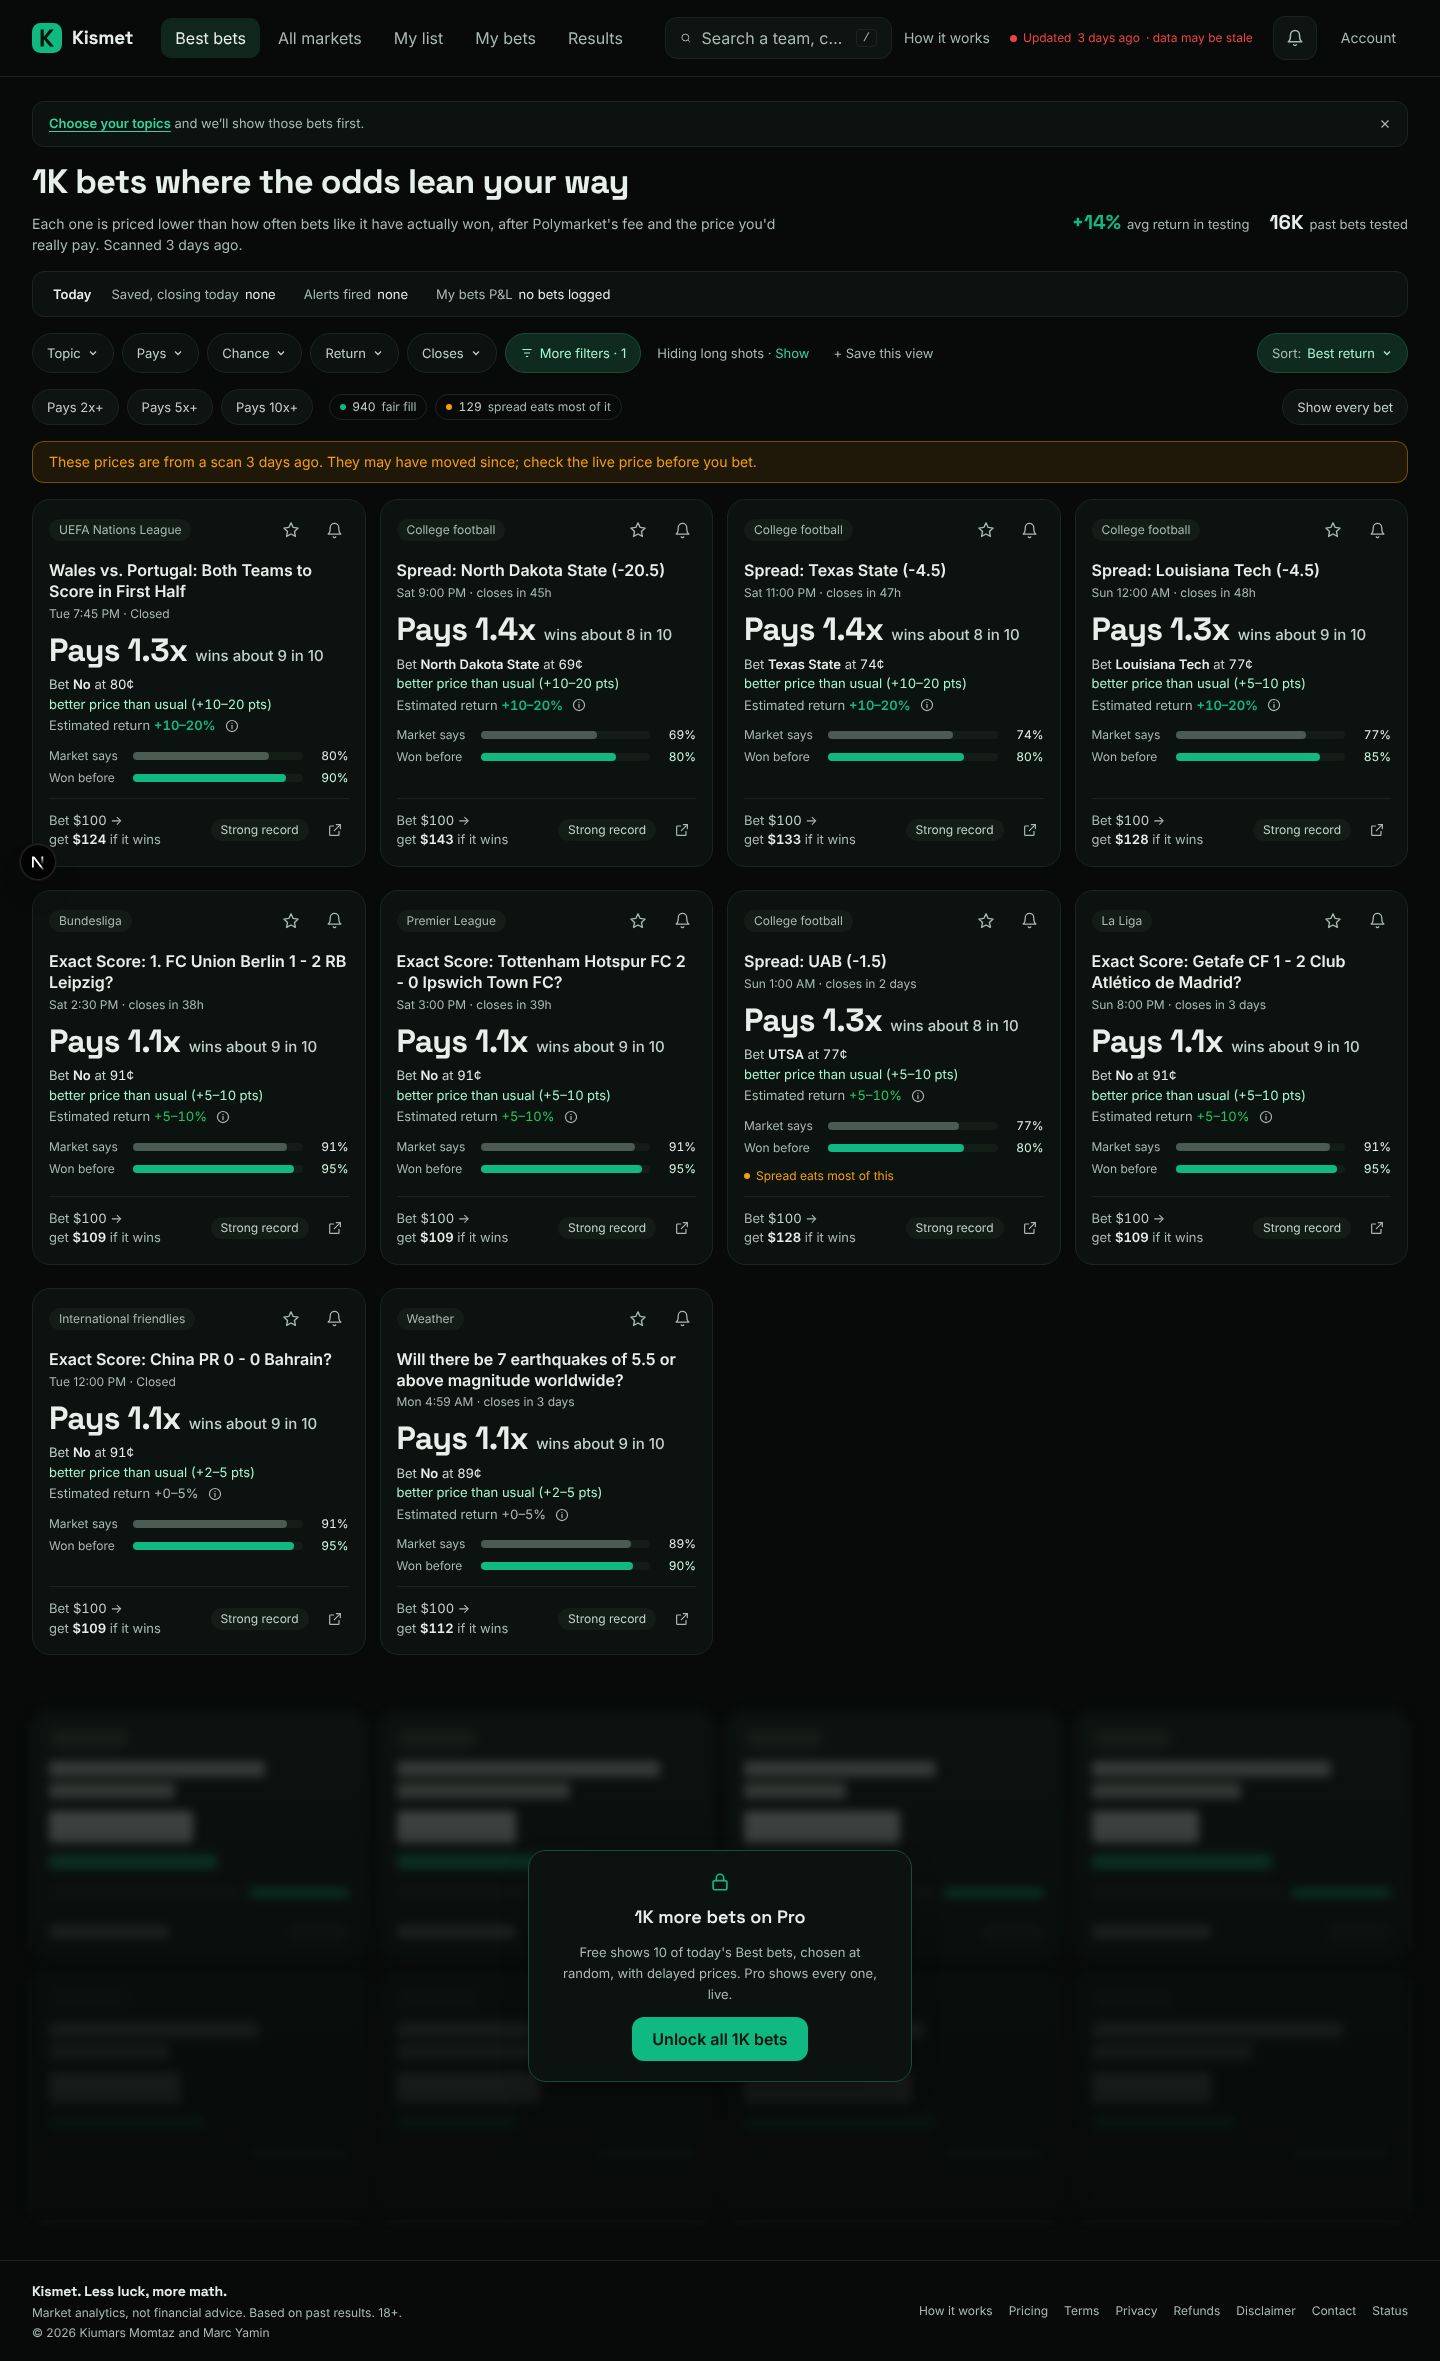 K Kismet Best bets All markets My list My bets Results Search a team, c... / How it works Updated 3 days ago · data may be stale Account
Choose your topics and we'll show those bets first. ×
1K bets where the odds lean your way
Each one is priced lower than how often bets like it have actually won, after Polymarket's fee and the price you'd
really pay. Scanned 3 days ago.
+14% avg return in testing 16K past bets tested
Today Saved, closing today none Alerts fired none My bets P&L no bets logged
Topic Pays Chance Return Closes More filters · 1 Hiding long shots · Show + Save this view Sort: Best return
Pays 2x+ Pays 5x+ Pays 10x+ 940 fair fill 129 spread eats most of it Show every bet
These prices are from a scan 3 days ago. They may have moved since; check the live price before you bet.
UEFA Nations League
Wales vs. Portugal: Both Teams to
Score in First Half
Tue 7:45 PM · Closed
Pays 1.3x wins about 9 in 10
Bet No at 80¢
better price than usual (+10–20 pts)
Estimated return +10–20%
Market says 80%
Won before 90%
Bet $100 →
get $124 if it wins
Strong record
College football
Spread: North Dakota State (-20.5)
Sat 9:00 PM · closes in 45h
Pays 1.4x wins about 8 in 10
Bet North Dakota State at 69¢
better price than usual (+10–20 pts)
Estimated return +10–20%
Market says 69%
Won before 80%
Bet $100 →
get $143 if it wins
Strong record
College football
Spread: Texas State (-4.5)
Sat 11:00 PM · closes in 47h
Pays 1.4x wins about 8 in 10
Bet Texas State at 74¢
better price than usual (+10–20 pts)
Estimated return +10–20%
Market says 74%
Won before 80%
Bet $100 →
get $133 if it wins
Strong record
College football
Spread: Louisiana Tech (-4.5)
Sun 12:00 AM · closes in 48h
Pays 1.3x wins about 9 in 10
Bet Louisiana Tech at 77¢
better price than usual (+5–10 pts)
Estimated return +10–20%
Market says 77%
Won before 85%
Bet $100 →
get $128 if it wins
Strong record
N
Bundesliga
Exact Score: 1. FC Union Berlin 1 - 2 RB
Leipzig?
Sat 2:30 PM · closes in 38h
Pays 1.1x wins about 9 in 10
Bet No at 91¢
better price than usual (+5–10 pts)
Estimated return +5–10%
Market says 91%
Won before 95%
Bet $100 →
get $109 if it wins
Strong record
Premier League
Exact Score: Tottenham Hotspur FC 2
- 0 Ipswich Town FC?
Sat 3:00 PM · closes in 39h
Pays 1.1x wins about 9 in 10
Bet No at 91¢
better price than usual (+5–10 pts)
Estimated return +5–10%
Market says 91%
Won before 95%
Bet $100 →
get $109 if it wins
Strong record
College football
Spread: UAB (-1.5)
Sun 1:00 AM · closes in 2 days
Pays 1.3x wins about 8 in 10
Bet UTSA at 77¢
better price than usual (+5–10 pts)
Estimated return +5–10%
Market says 77%
Won before 80%
Spread eats most of this
Bet $100 →
get $128 if it wins
Strong record
La Liga
Exact Score: Getafe CF 1 - 2 Club
Atlético de Madrid?
Sun 8:00 PM · closes in 3 days
Pays 1.1x wins about 9 in 10
Bet No at 91¢
better price than usual (+5–10 pts)
Estimated return +5–10%
Market says 91%
Won before 95%
Bet $100 →
get $109 if it wins
Strong record
International friendlies
Exact Score: China PR 0 - 0 Bahrain?
Tue 12:00 PM · Closed
Pays 1.1x wins about 9 in 10
Bet No at 91¢
better price than usual (+2–5 pts)
Estimated return +0–5%
Market says 91%
Won before 95%
Bet $100 →
get $109 if it wins
Strong record
Weather
Will there be 7 earthquakes of 5.5 or
above magnitude worldwide?
Mon 4:59 AM · closes in 3 days
Pays 1.1x wins about 9 in 10
Bet No at 89¢
better price than usual (+2–5 pts)
Estimated return +0–5%
Market says 89%
Won before 90%
Bet $100 →
get $112 if it wins
Strong record
1K more bets on Pro
Free shows 10 of today's Best bets, chosen at
random, with delayed prices. Pro shows every one,
live.
Unlock all 1K bets
Kismet. Less luck, more math.
Market analytics, not financial advice. Based on past results. 18+.
© 2026 Kiumars Momtaz and Marc Yamin
How it works Pricing Terms Privacy Refunds Disclaimer Contact Status